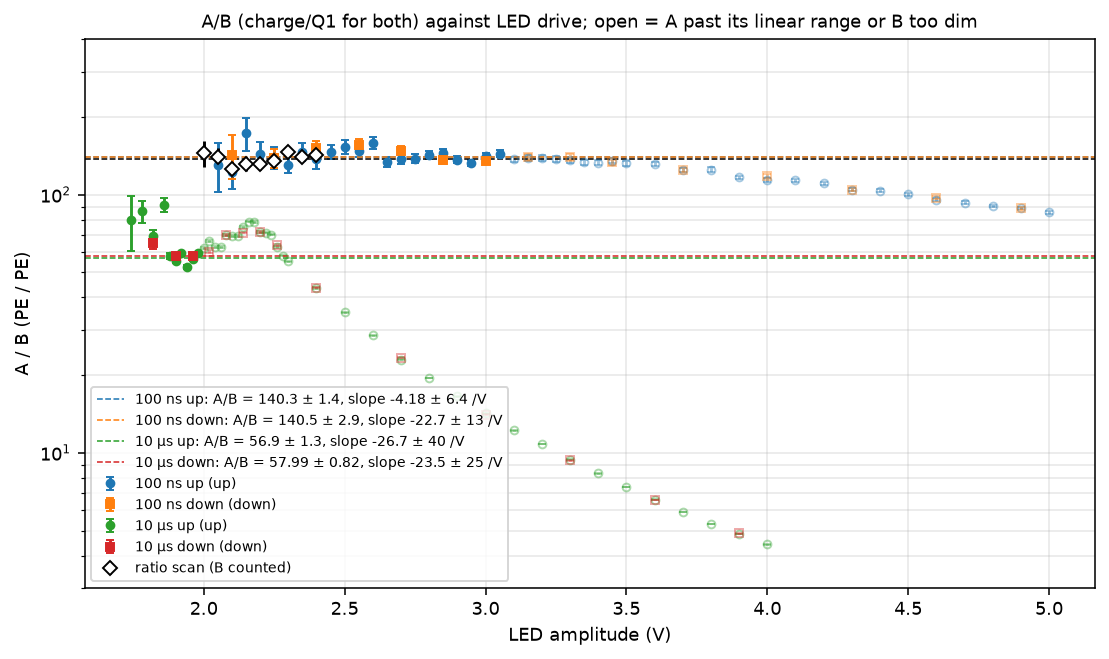 A/B (charge/Q1 for both) against LED drive; open = A past its linear range or B too dim
A / B (PE / PE)
10²
10¹
100 ns up: A/B = 140.3 ± 1.4, slope -4.18 ± 6.4 /V
100 ns down: A/B = 140.5 ± 2.9, slope -22.7 ± 13 /V
10 µs up: A/B = 56.9 ± 1.3, slope -26.7 ± 40 /V
10 µs down: A/B = 57.99 ± 0.82, slope -23.5 ± 25 /V
100 ns up (up)
100 ns down (down)
10 µs up (up)
10 µs down (down)
ratio scan (B counted)
2.0 2.5 3.0 3.5 4.0 4.5 5.0
LED amplitude (V)